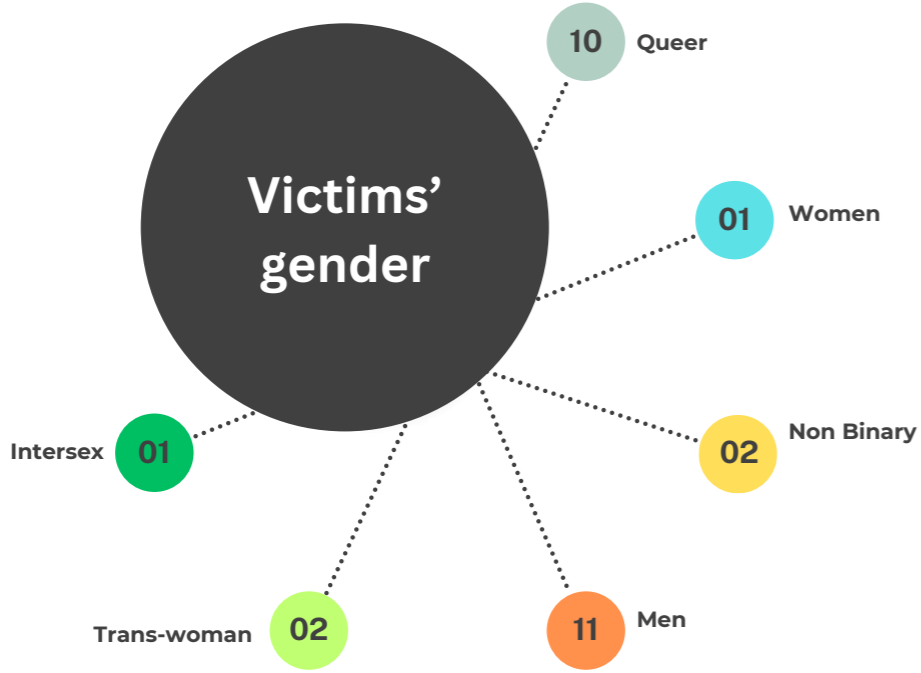 Victims’
gender
10 Queer
01 Women
02 Non Binary
11 Men
02 Trans-woman
01 Intersex